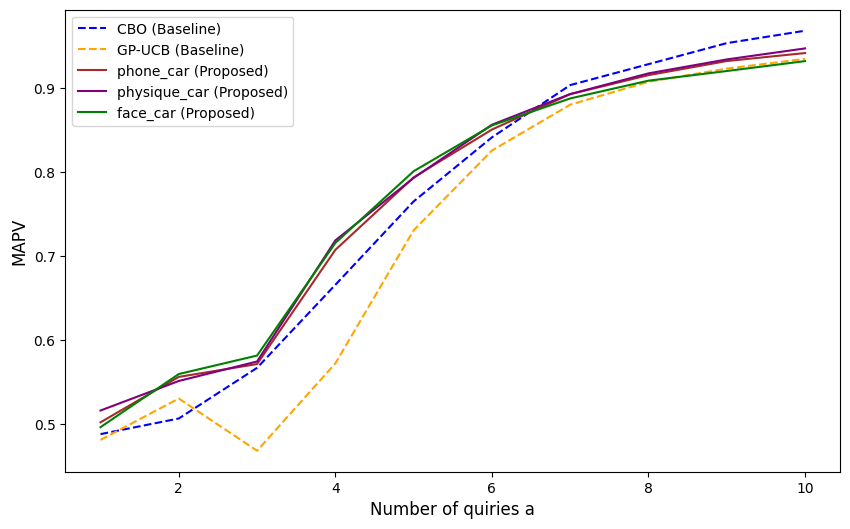 CBO (Baseline)
GP-UCB (Baseline)
phone_car (Proposed)
physique_car (Proposed)
face_car (Proposed)
MAPV
0.9
0.8
0.7
0.6
0.5
2 4 6 8 10
Number of quiries a